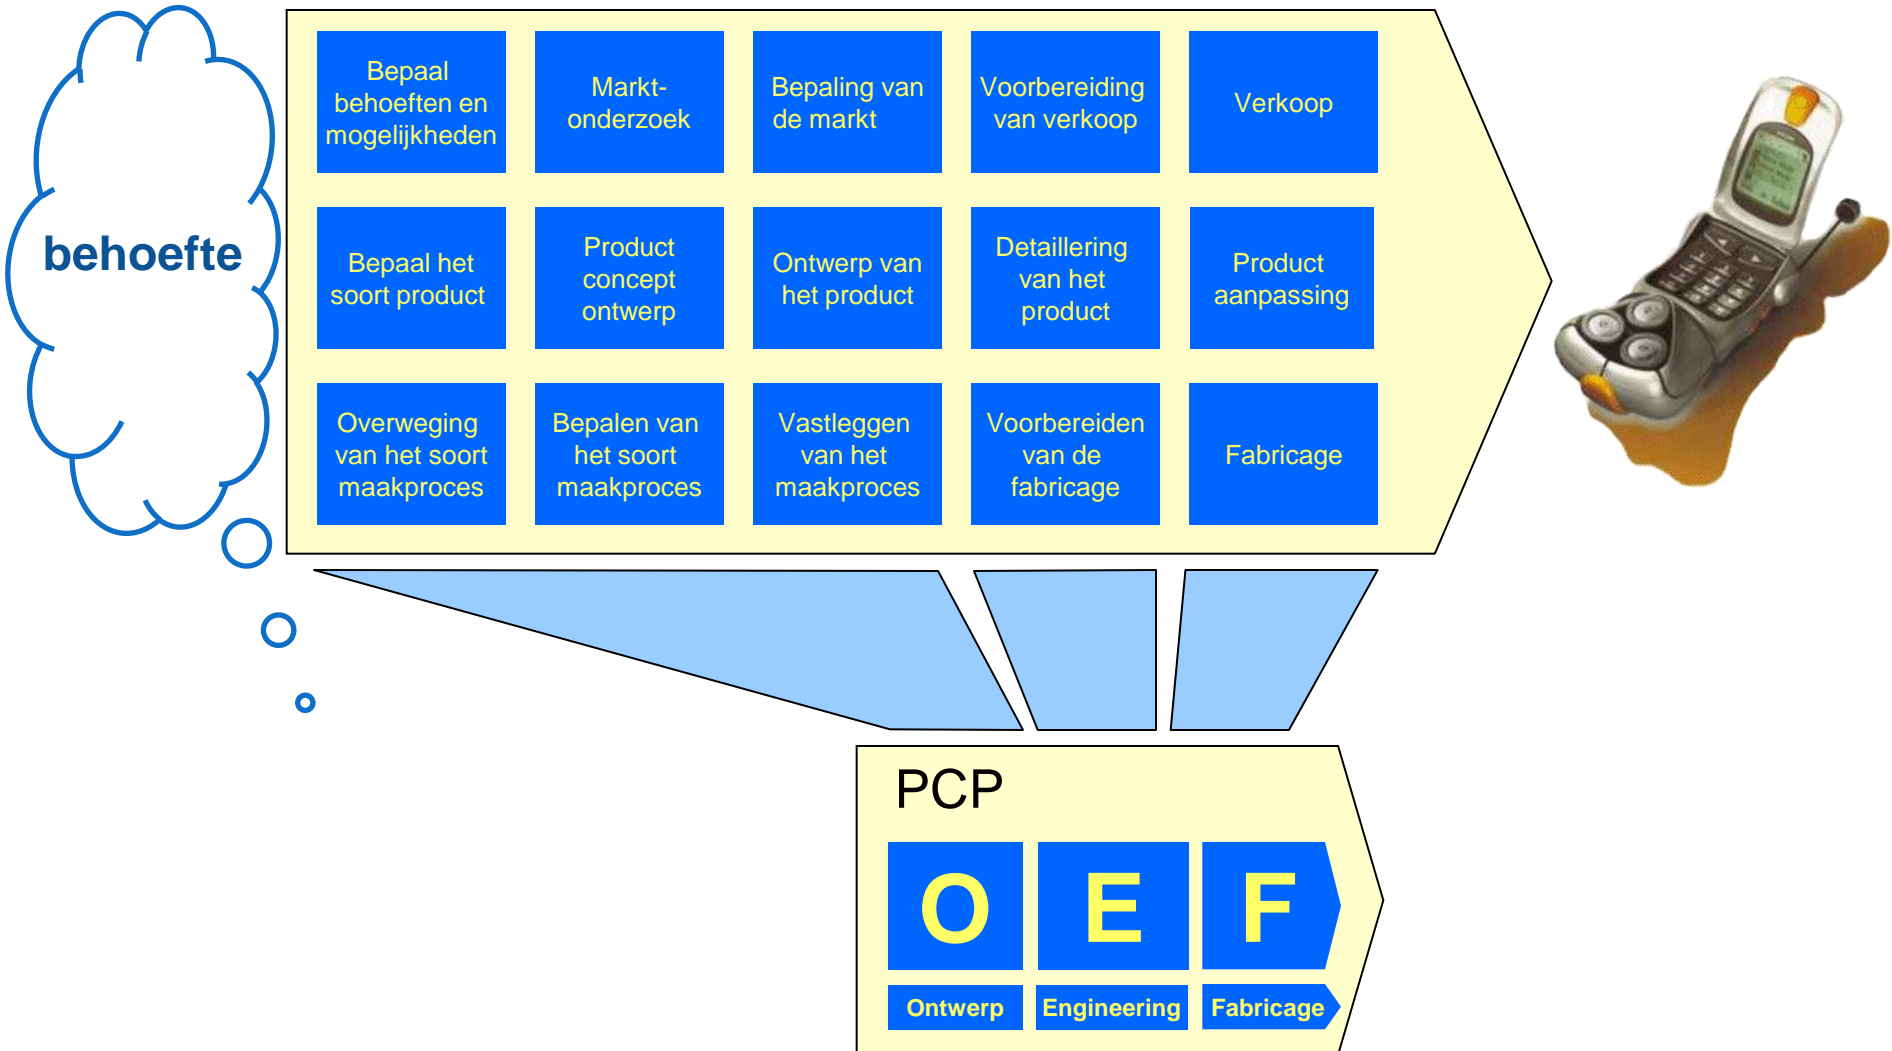 behoefte
Bepaal
behoeften en
mogelijkheden
Markt-
onderzoek
Bepaling van
de markt
Voorbereiding
van verkoop
Verkoop
Bepaal het
soort product
Product
concept
ontwerp
Ontwerp van
het product
Detaillering
van het
product
Product
aanpassing
Overweging
van het soort
maakproces
Bepalen van
het soort
maakproces
Vastleggen
van het
maakproces
Voorbereiden
van de
fabricage
Fabricage
PCP
O E F
Ontwerp Engineering Fabricage